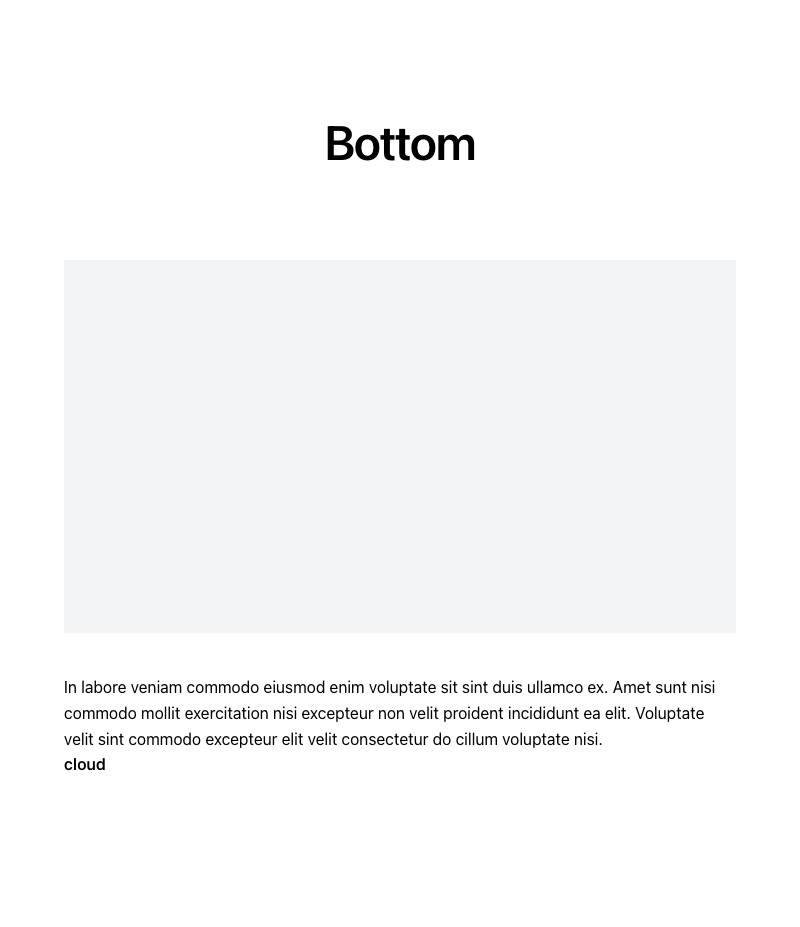 Bottom
In labore veniam commodo eiusmod enim voluptate sit sint duis ullamco ex. Amet sunt nisi
commodo mollit exercitation nisi excepteur non velit proident incididunt ea elit. Voluptate
velit sint commodo excepteur elit velit consectetur do cillum voluptate nisi.
cloud